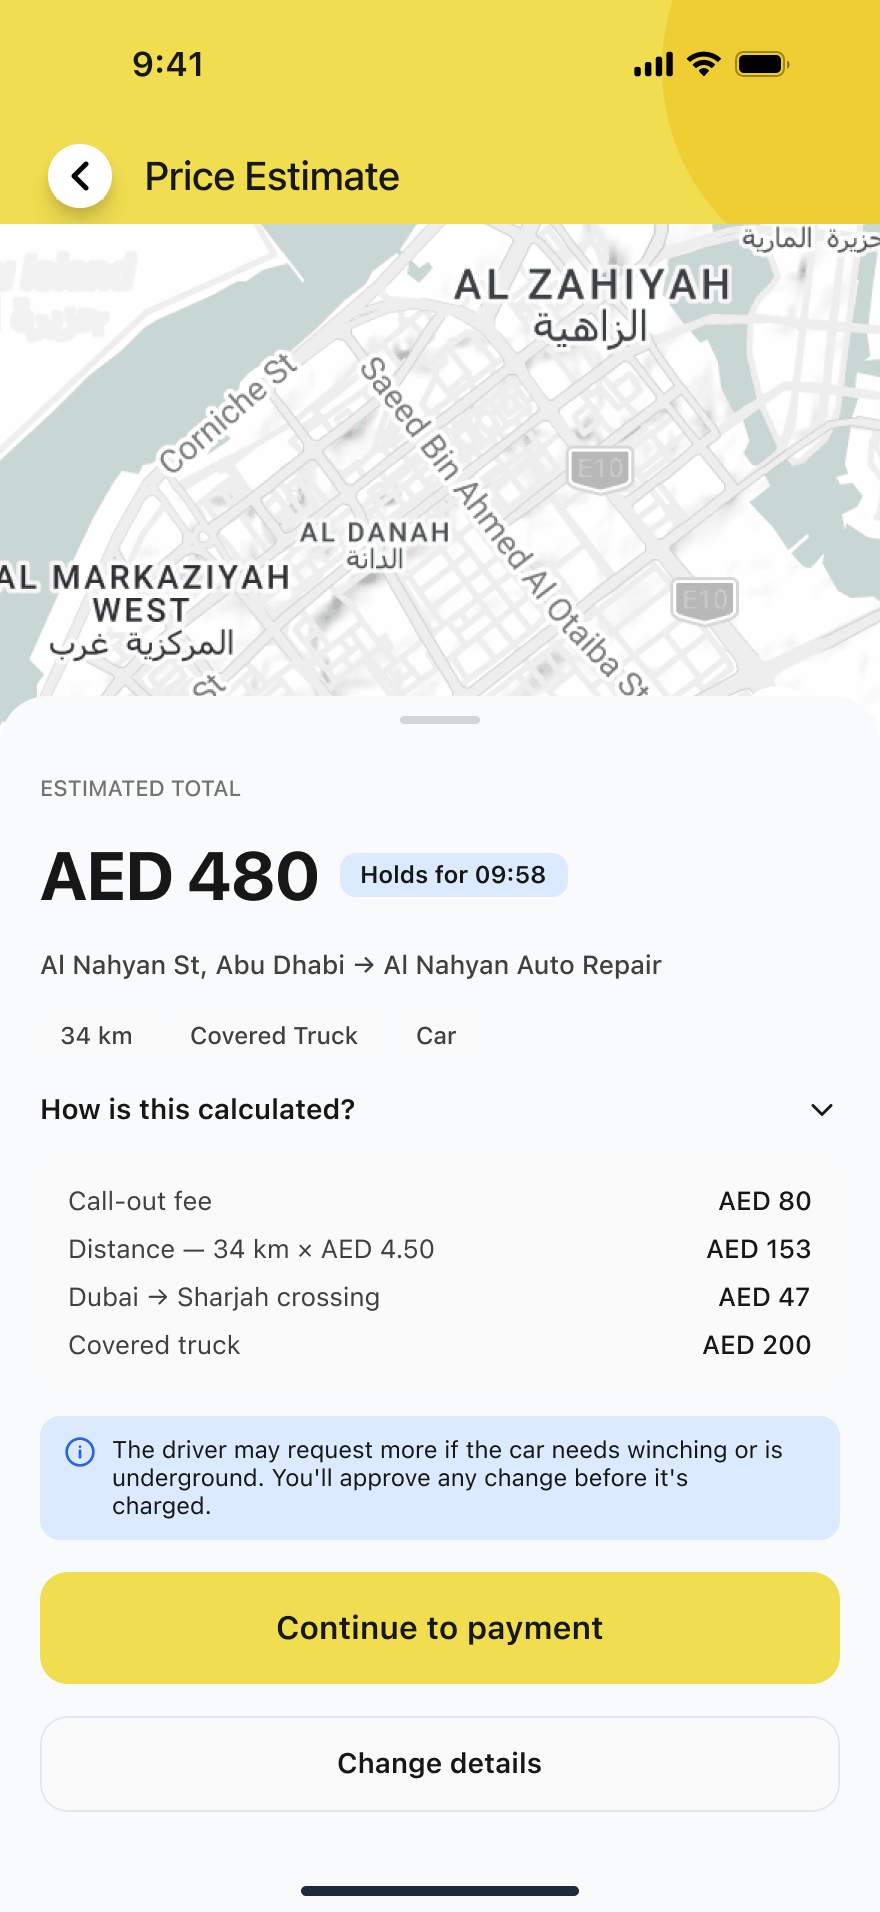 9:41
Price Estimate
جزيرة المارية
AL ZAHIYAH
الزاهية
Corniche St
Saeed Bin Ahmed Al Otaiba St
E10
AL DANAH
الدانة
AL MARKAZIYAH
WEST
المركزية غرب
E10
St
ESTIMATED TOTAL
AED 480
Holds for 09:58
Al Nahyan St, Abu Dhabi → Al Nahyan Auto Repair
34 km
Covered Truck
Car
How is this calculated?
Call-out fee AED 80
Distance — 34 km × AED 4.50 AED 153
Dubai → Sharjah crossing AED 47
Covered truck AED 200
The driver may request more if the car needs winching or is
underground. You'll approve any change before it's
charged.
Continue to payment
Change details